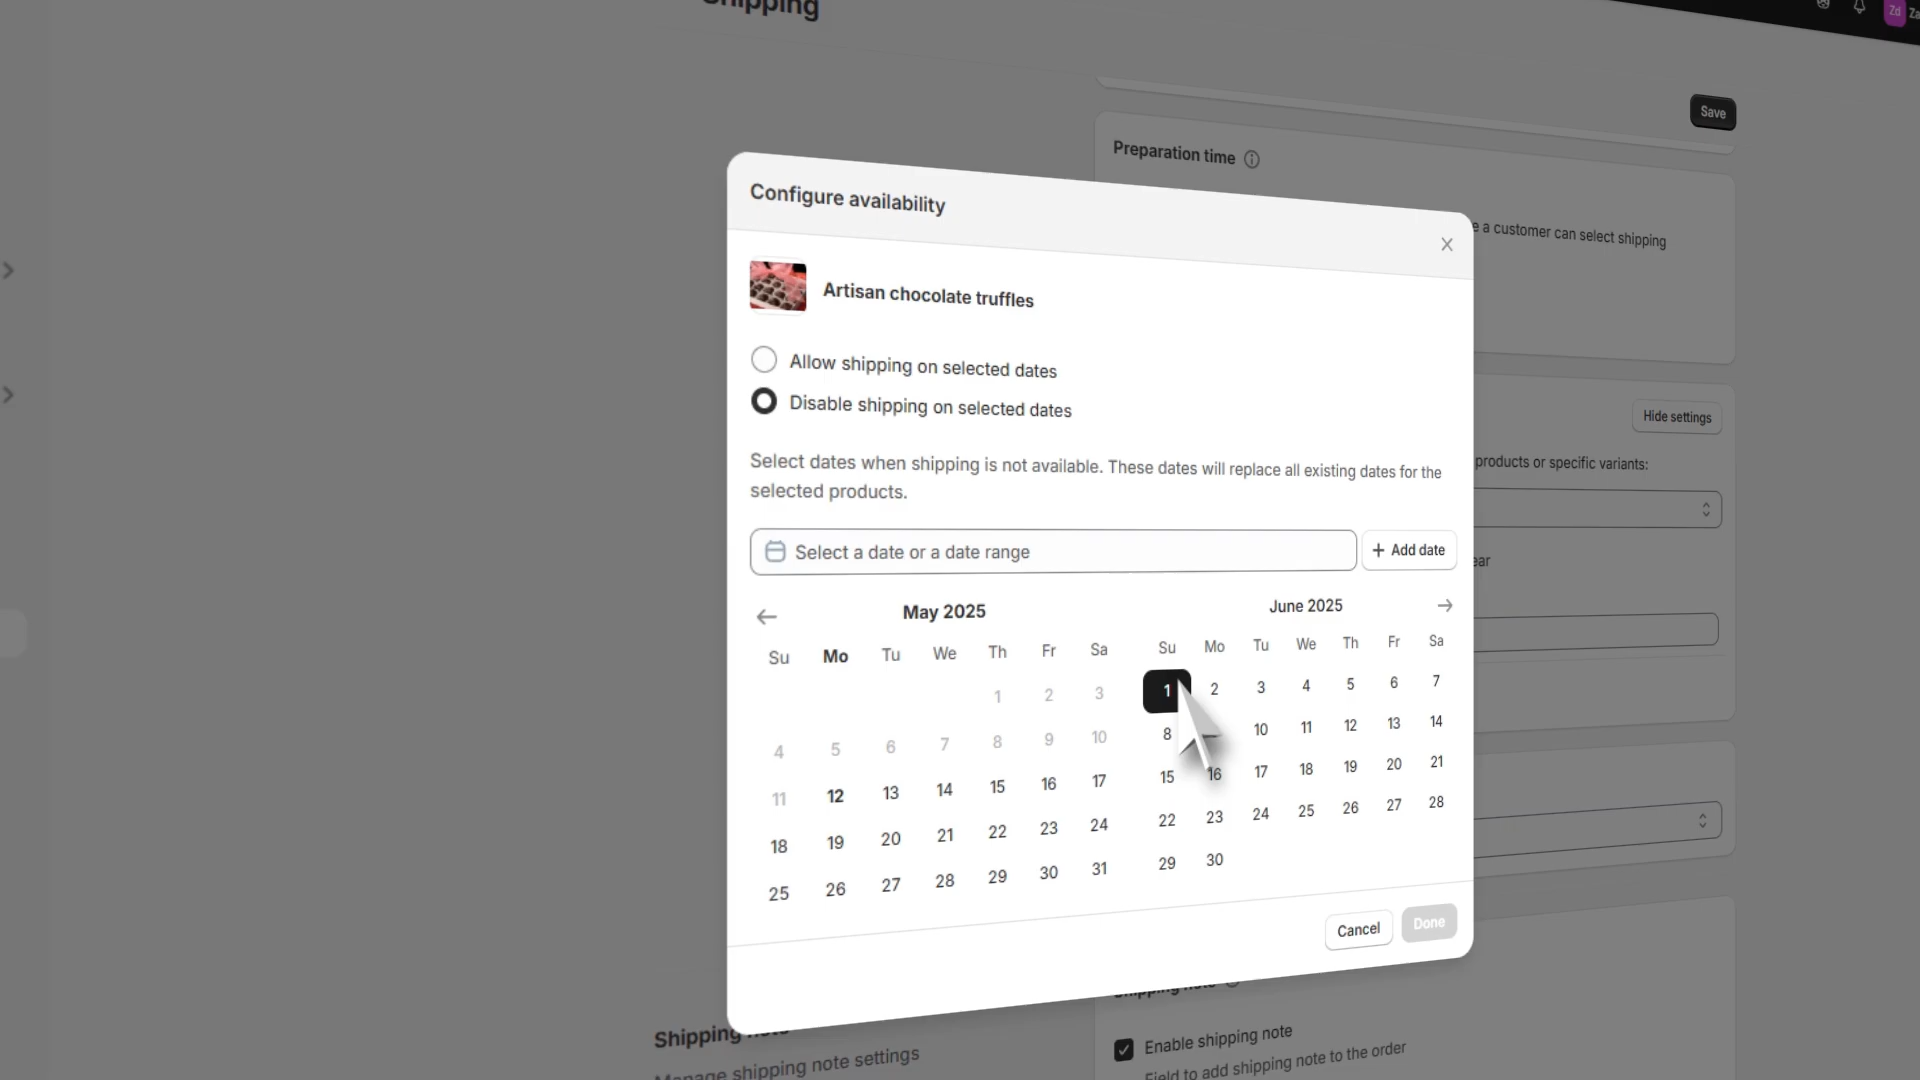 Shipping
Zd Za
Save
Preparation time
e a customer can select shipping
Configure availability
Artisan chocolate truffles
Allow shipping on selected dates
Disable shipping on selected dates
Hide settings
products or specific variants:
Select dates when shipping is not available. These dates will replace all existing dates for the
selected products.
Select a date or a date range
+ Add date
ear
May 2025
June 2025
Su Mo Tu We Th Fr Sa
Su Mo Tu We Th Fr Sa
1 2 3
1 2 3 4 5 6 7
4 5 6 7 8 9 10
8 10 11 12 13 14
11 12 13 14 15 16 17
15 16 17 18 19 20 21
18 19 20 21 22 23 24
22 23 24 25 26 27 28
25 26 27 28 29 30 31
29 30
Cancel Done
Shipping note
Manage shipping note settings
Shipping note
Enable shipping note
Field to add shipping note to the order